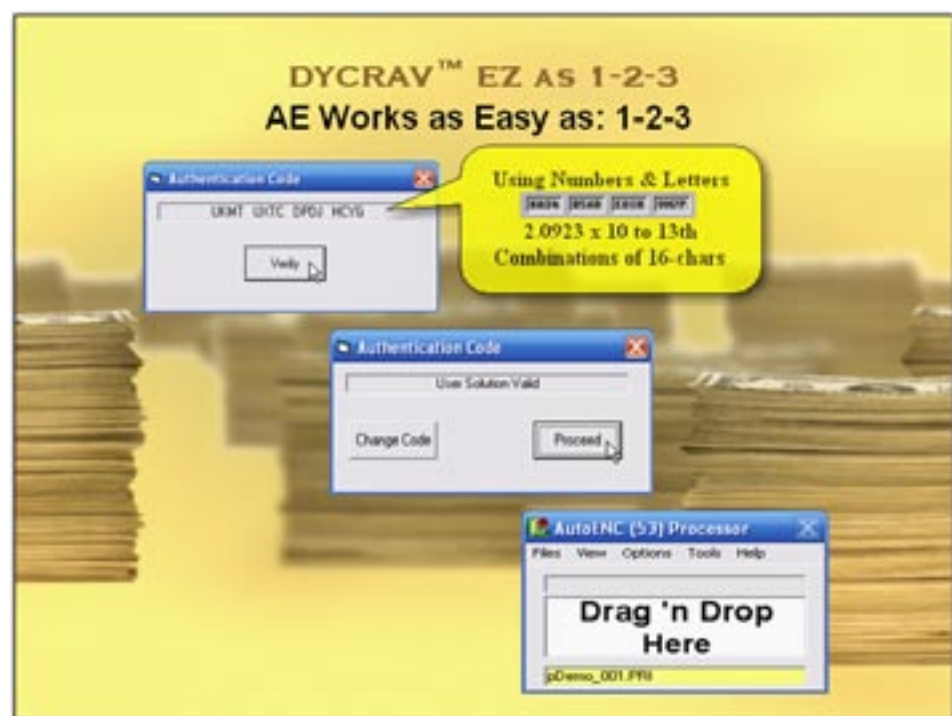 DYCRAV™ EZ AS 1-2-3
AE Works as Easy as: 1-2-3
Authentication Code
UXTC DPDJ HCYG
Verify
Using Numbers & Letters
2.0923 x 10 to 13th
Combinations of 16-chars
Authentication Code
User Solution Valid
Change Code
Proceed
AutoENC (53) Processor
Files View Options Tools Help
Drag 'n Drop
Here
pDemo_001.PRI